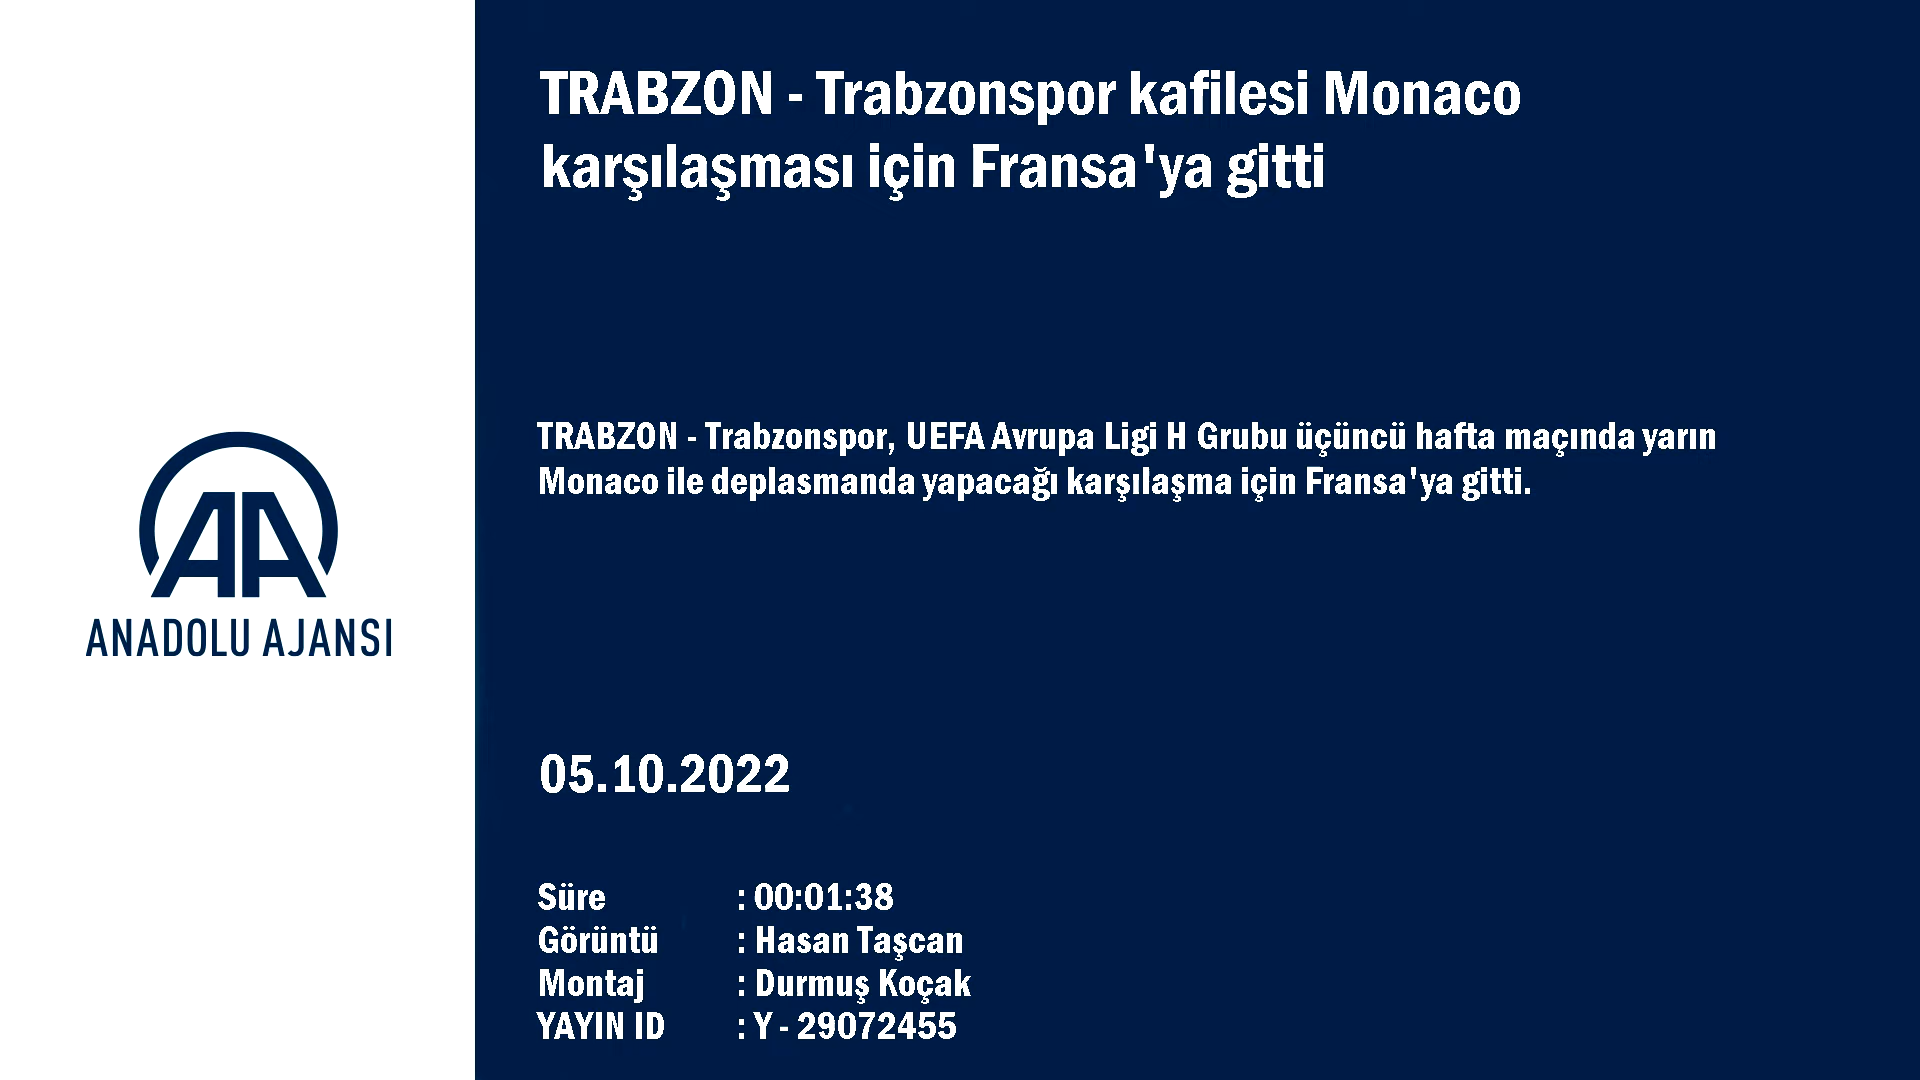 TRABZON - Trabzonspor kafilesi Monaco
karşılaşması için Fransa'ya gitti
TRABZON - Trabzonspor, UEFA Avrupa Ligi H Grubu üçüncü hafta maçında yarın
Monaco ile deplasmanda yapacağı karşılaşma için Fransa'ya gitti.
AA
ANADOLU AJANSI
05.10.2022
Süre : 00:01:38
Görüntü : Hasan Taşcan
Montaj : Durmuş Koçak
YAYIN ID : Y - 29072455